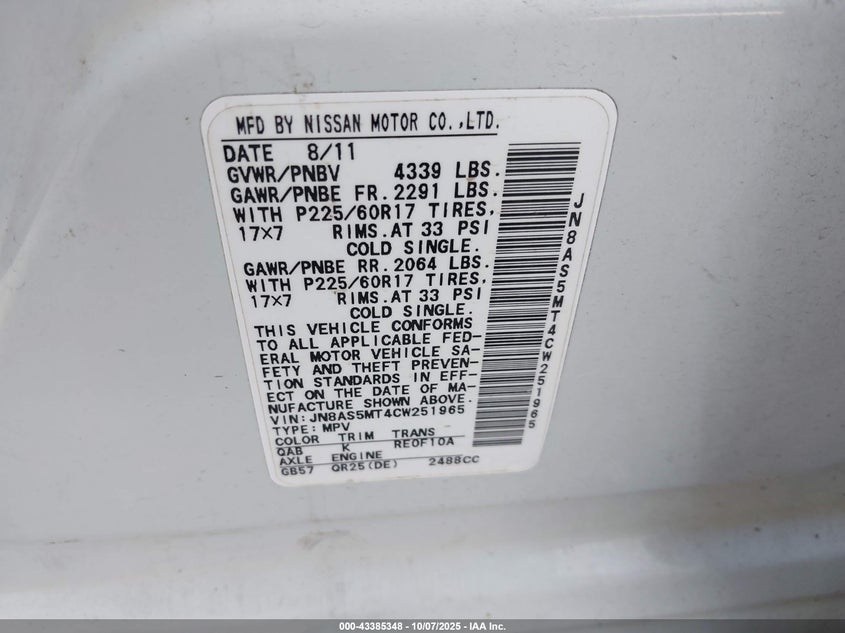 MFD BY NISSAN MOTOR CO.,LTD.
DATE 8/11
GVWR/PNBV 4339 LBS.
GAWR/PNBE FR. 2291 LBS.
WITH P225/60R17 TIRES,
17×7 RIMS.AT 33 PSI
COLD SINGLE.
GAWR/PNBE RR. 2064 LBS.
WITH P225/60R17 TIRES,
17×7 RIMS.AT 33 PSI
COLD SINGLE.
THIS VEHICLE CONFORMS
TO ALL APPLICABLE FED-
ERAL MOTOR VEHICLE SA-
FETY AND THEFT PREVEN-
TION STANDARDS IN EFF-
ECT ON THE DATE OF MA-
NUFACTURE SHOWN ABOVE.
VIN: JN8AS5MT4CW251965
TYPE: MPV
COLOR TRIM TRANS
QAB K RE0F10A
AXLE ENGINE
GB57 QR25(DE) 2488CC
JN8AS5MT4CW251965
000-43385348 - 10/07/2025 - IAA Inc.